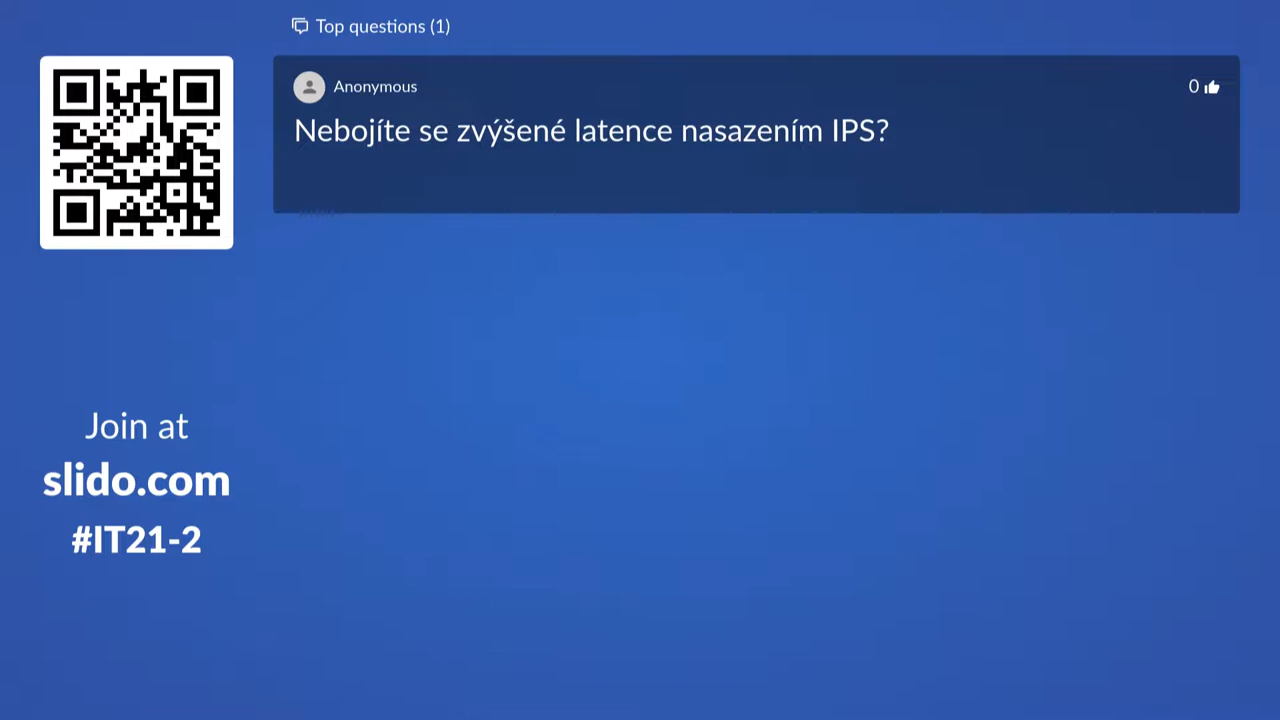 Top questions (1)
Anonymous
0
Nebojíte se zvýšené latence nasazením IPS?
Join at
slido.com
#IT21-2